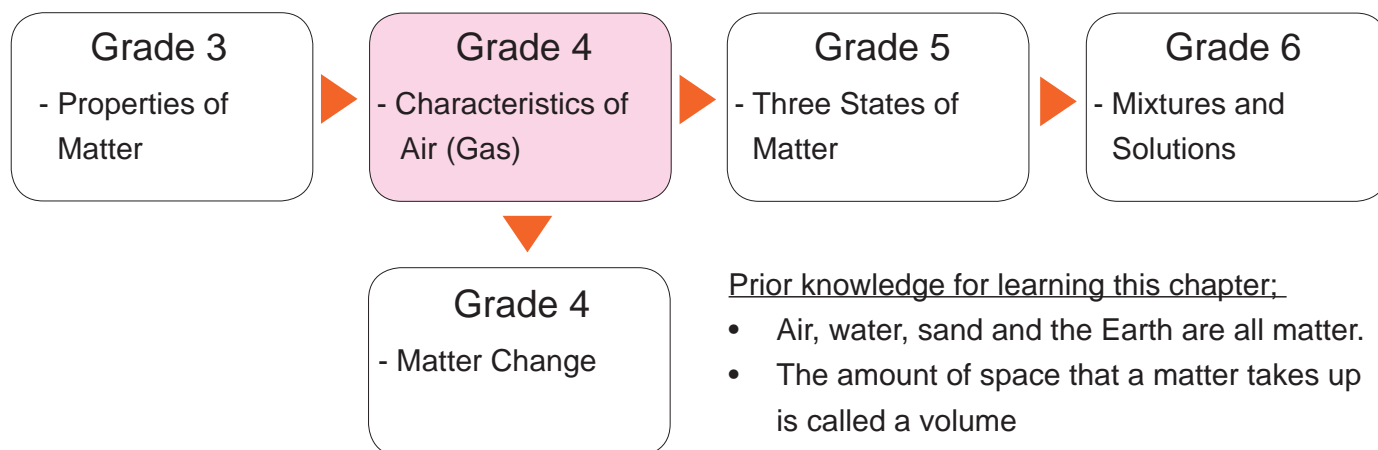 Grade 3
- Properties of
Matter
Grade 4
- Characteristics of
Air (Gas)
Grade 5
- Three States of
Matter
Grade 6
- Mixtures and
Solutions
Grade 4
- Matter Change
Prior knowledge for learning this chapter;
• Air, water, sand and the Earth are all matter.
• The amount of space that a matter takes up
is called a volume